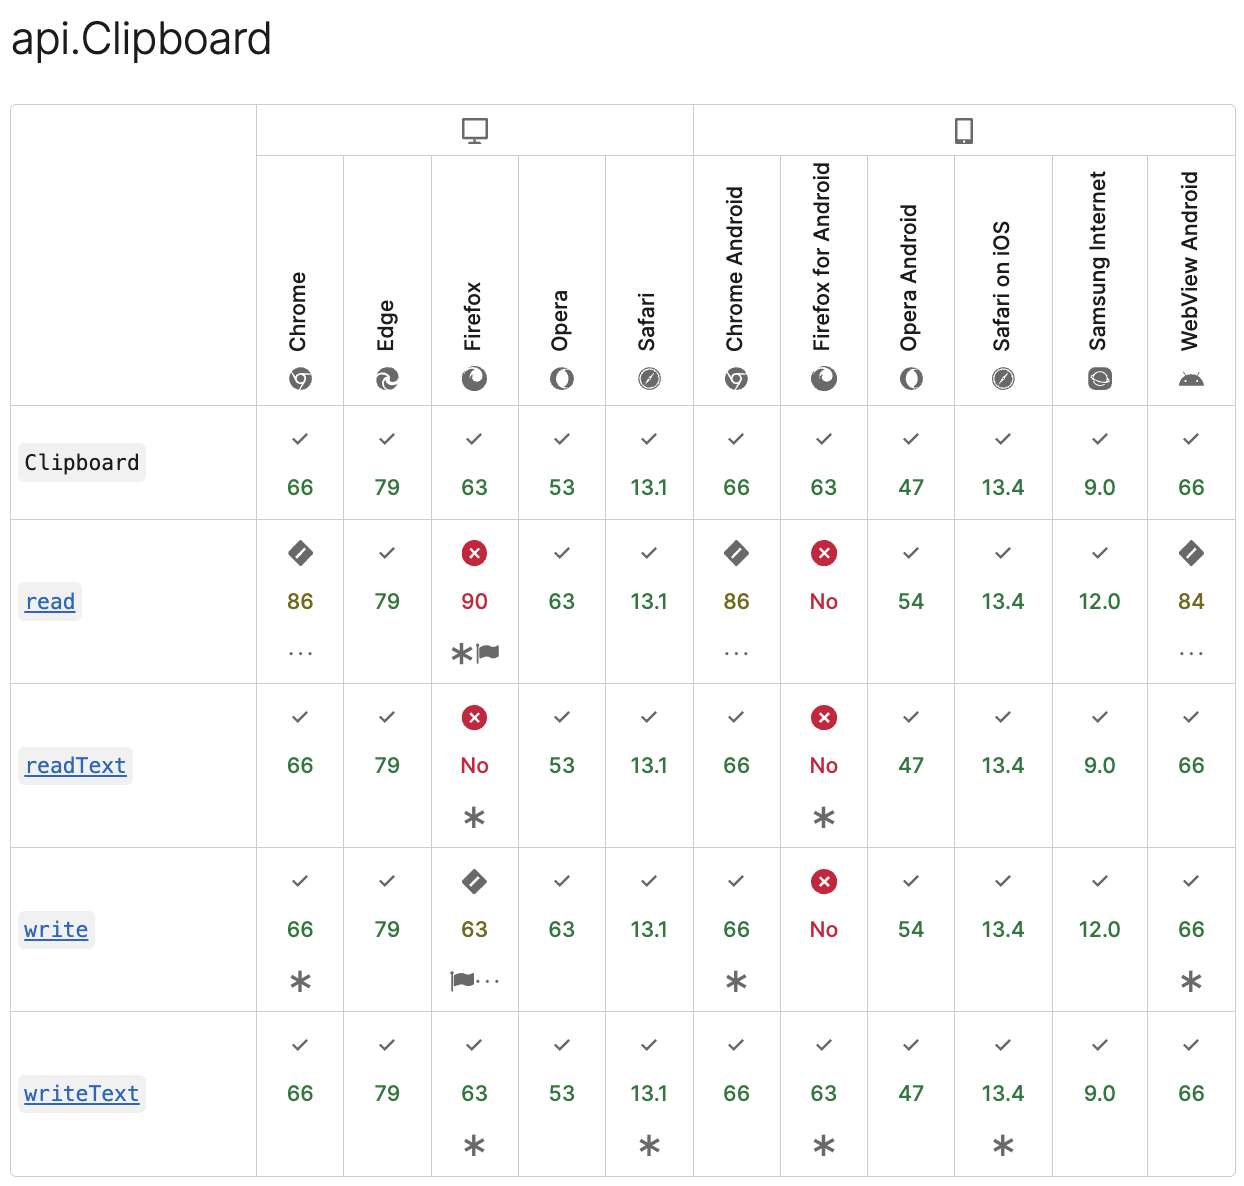 api.Clipboard
Chrome Edge Firefox Opera Safari Chrome Android Firefox for Android Opera Android Safari on iOS Samsung Internet WebView Android
Clipboard 66 79 63 53 13.1 66 63 47 13.4 9.0 66
read 86 79 90 63 13.1 86 No 54 13.4 12.0 84
... ... ...
readText 66 79 No 53 13.1 66 No 47 13.4 9.0 66
* *
write 66 79 63 63 13.1 66 No 54 13.4 12.0 66
* ... * *
writeText 66 79 63 53 13.1 66 63 47 13.4 9.0 66
* * * *